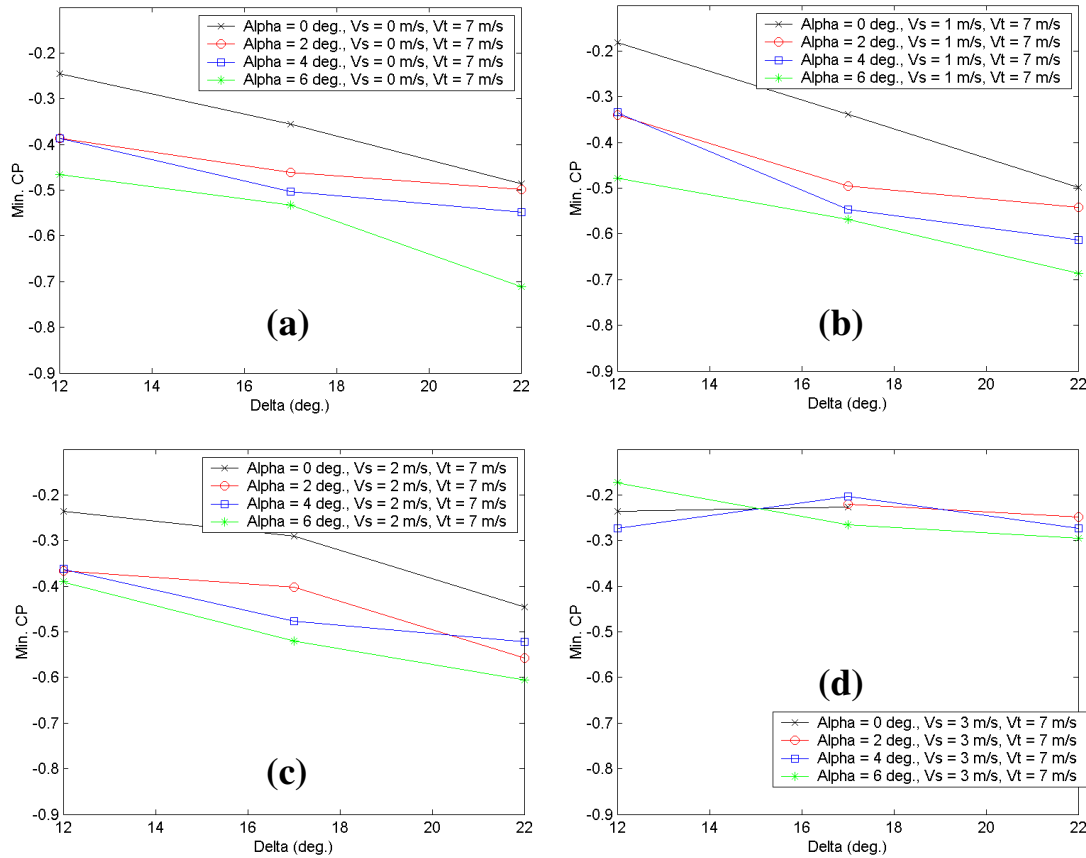 Alpha = 0 deg., Vs = 0 m/s, Vt = 7 m/s
Alpha = 2 deg., Vs = 0 m/s, Vt = 7 m/s
Alpha = 4 deg., Vs = 0 m/s, Vt = 7 m/s
Alpha = 6 deg., Vs = 0 m/s, Vt = 7 m/s
-0.2
-0.3
-0.4
-0.5
-0.6
-0.7
-0.8
-0.9
Min. CP
(a)
12 14 16 18 20 22
Delta (deg.)
Alpha = 0 deg., Vs = 1 m/s, Vt = 7 m/s
Alpha = 2 deg., Vs = 1 m/s, Vt = 7 m/s
Alpha = 4 deg., Vs = 1 m/s, Vt = 7 m/s
Alpha = 6 deg., Vs = 1 m/s, Vt = 7 m/s
-0.2
-0.3
-0.4
-0.5
-0.6
-0.7
-0.8
-0.9
Min. CP
(b)
12 14 16 18 20 22
Delta (deg.)
Alpha = 0 deg., Vs = 2 m/s, Vt = 7 m/s
Alpha = 2 deg., Vs = 2 m/s, Vt = 7 m/s
Alpha = 4 deg., Vs = 2 m/s, Vt = 7 m/s
Alpha = 6 deg., Vs = 2 m/s, Vt = 7 m/s
-0.2
-0.3
-0.4
-0.5
-0.6
-0.7
-0.8
-0.9
Min. CP
(c)
12 14 16 18 20 22
Delta (deg.)
-0.2
-0.3
-0.4
-0.5
-0.6
-0.7
-0.8
-0.9
Min. CP
(d)
Alpha = 0 deg., Vs = 3 m/s, Vt = 7 m/s
Alpha = 2 deg., Vs = 3 m/s, Vt = 7 m/s
Alpha = 4 deg., Vs = 3 m/s, Vt = 7 m/s
Alpha = 6 deg., Vs = 3 m/s, Vt = 7 m/s
12 14 16 18 20 22
Delta (deg.)